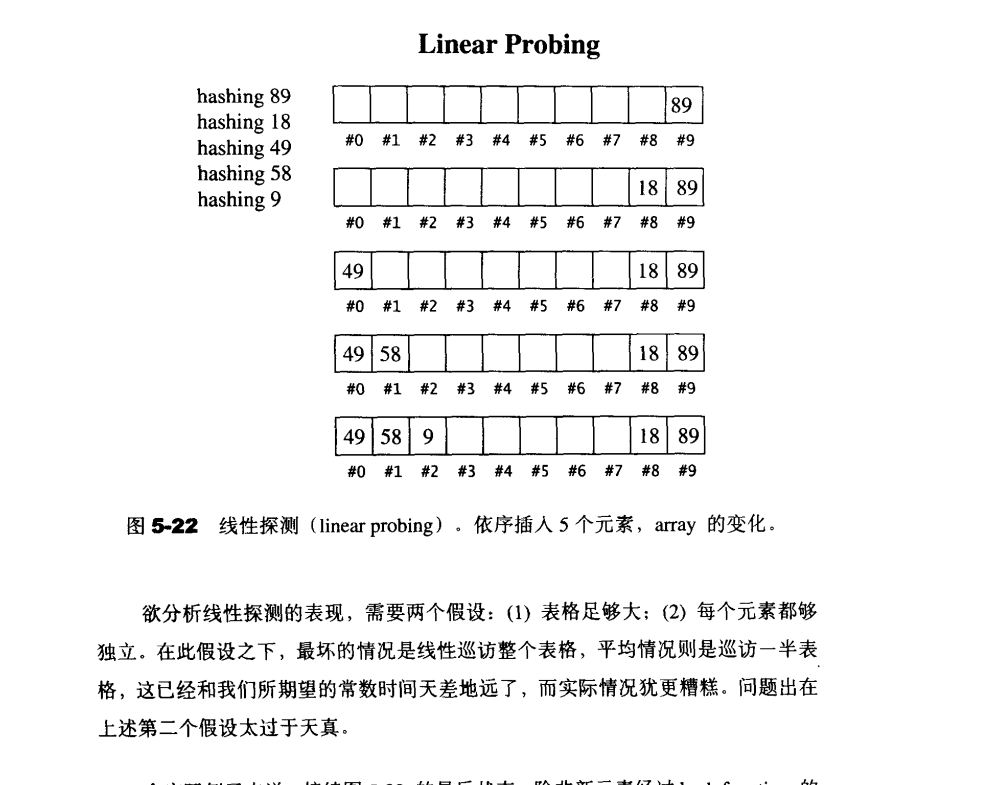 Linear Probing
hashing 89
hashing 18
hashing 49
hashing 58
hashing 9
89
#0 #1 #2 #3 #4 #5 #6 #7 #8 #9
18 89
#0 #1 #2 #3 #4 #5 #6 #7 #8 #9
49 18 89
#0 #1 #2 #3 #4 #5 #6 #7 #8 #9
49 58 18 89
#0 #1 #2 #3 #4 #5 #6 #7 #8 #9
49 58 9 18 89
#0 #1 #2 #3 #4 #5 #6 #7 #8 #9
图 5-22 线性探测（linear probing）。依序插入 5 个元素，array 的变化。
欲分析线性探测的表现，需要两个假设：(1) 表格足够大；(2) 每个元素都够
独立。在此假设之下，最坏的情况是线性巡访整个表格，平均情况则是巡访一半表
格，这已经和我们所期望的常数时间天差地远了，而实际情况犹更糟糕。问题出在
上述第二个假设太过于天真。